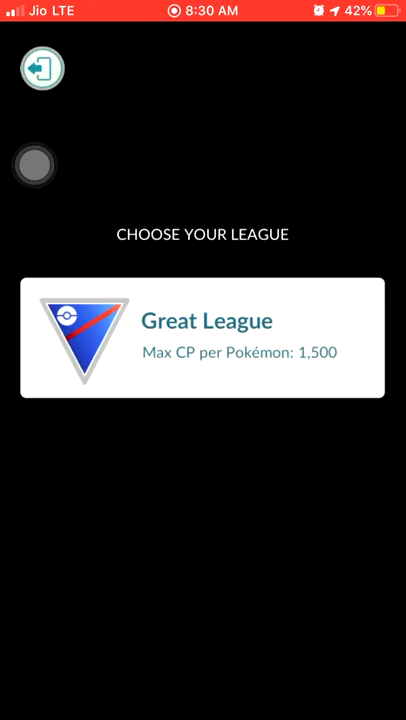 Jio LTE 8:30 AM 42%
CHOOSE YOUR LEAGUE
Great League
Max CP per Pokémon: 1,500